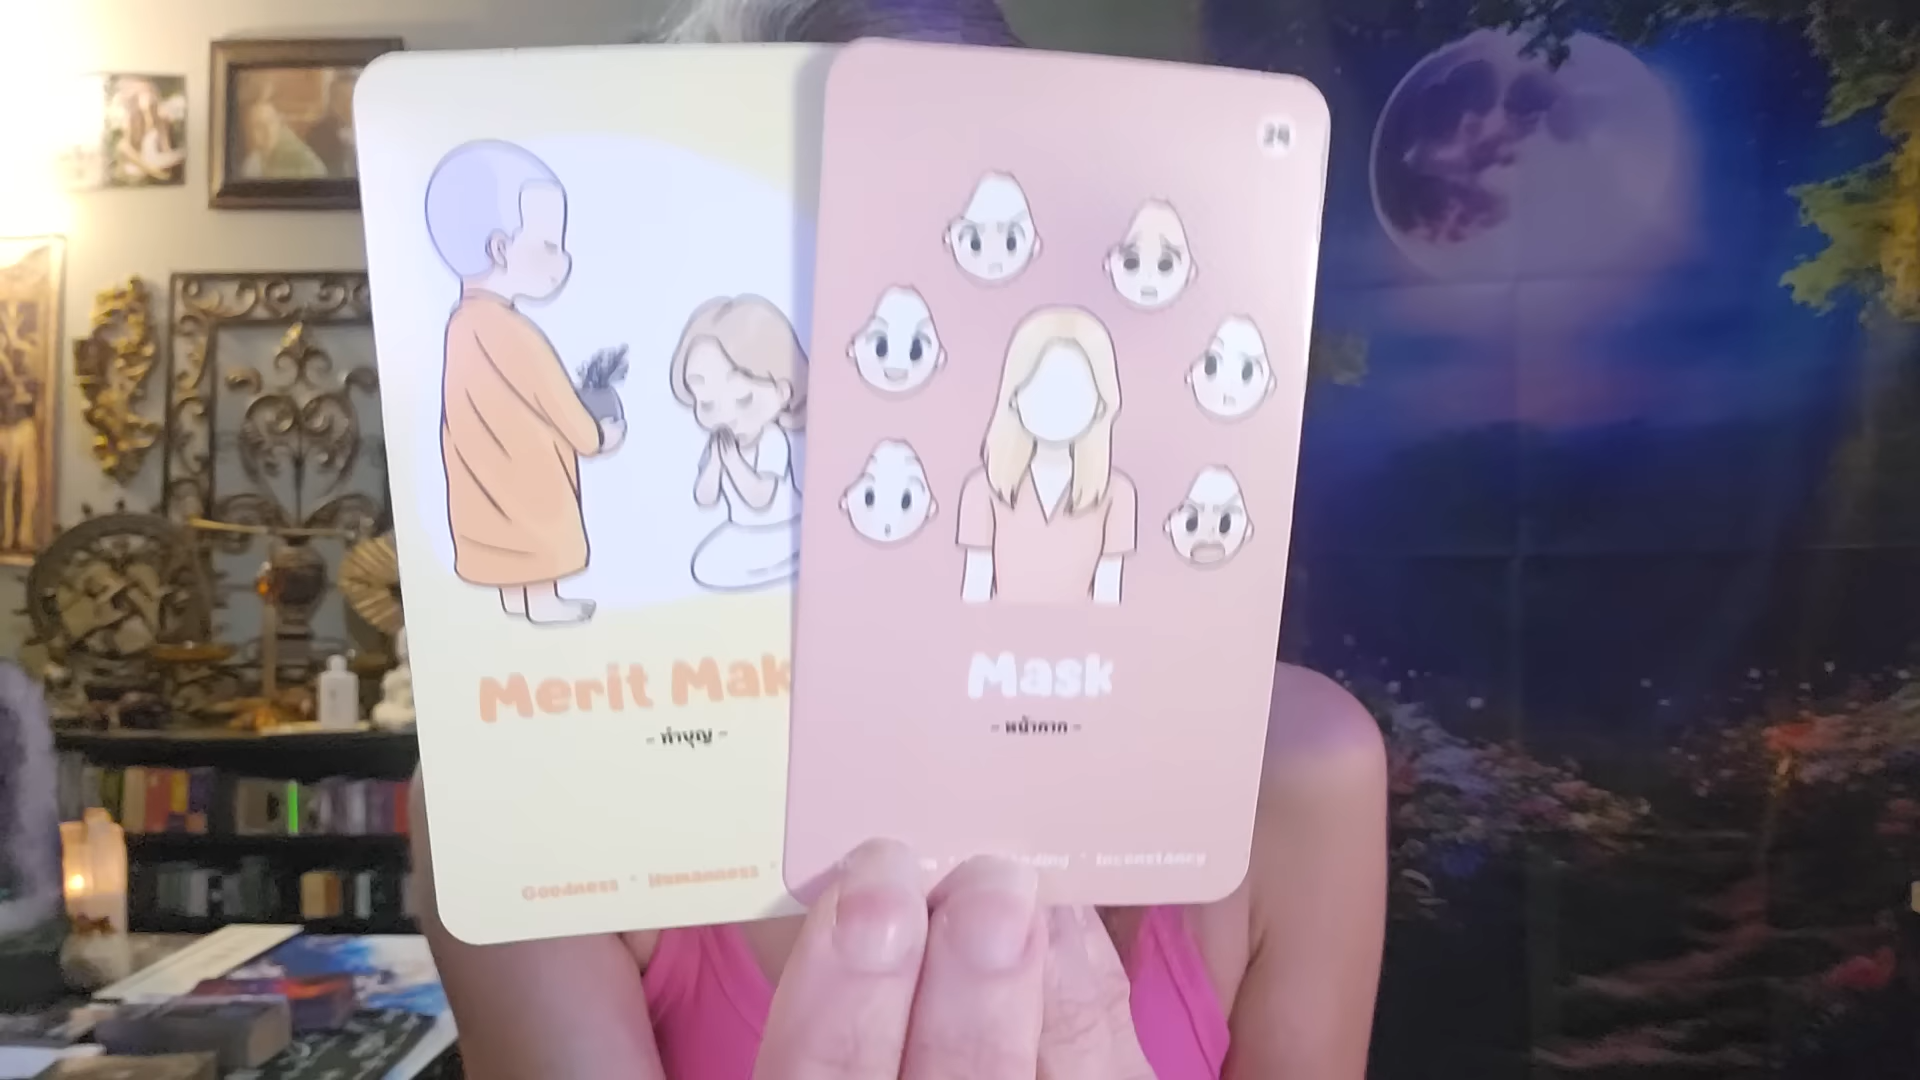 Merit Mak
- ทำบุญ -
Goodness * Humanness *
Mask
- หน้ากาก -
* Inconstancy